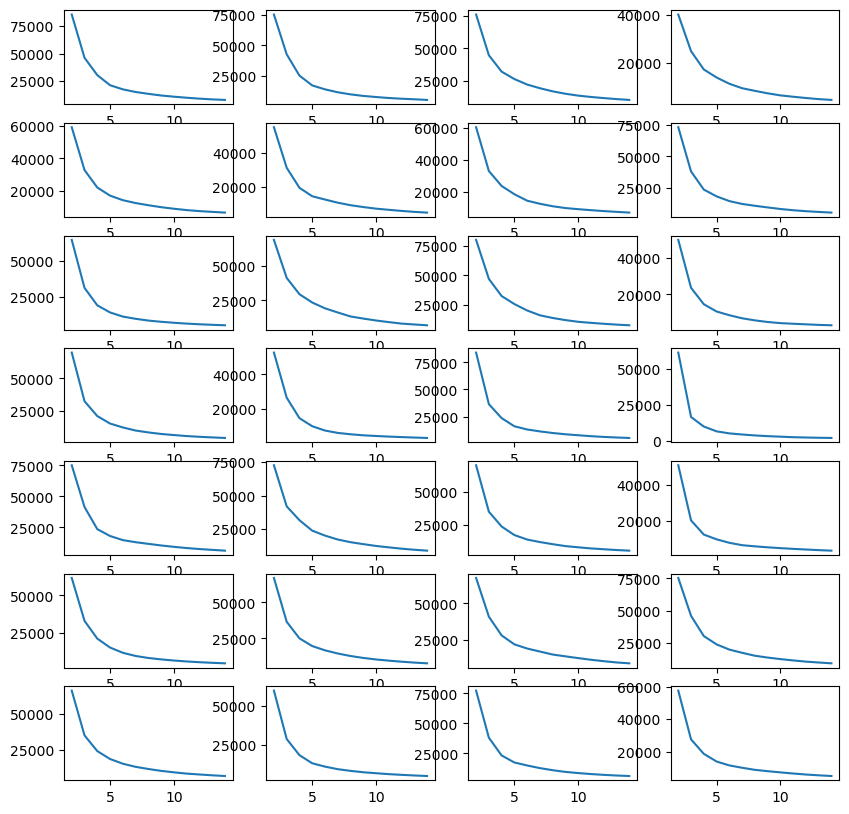 75000 75000 75000 40000
50000 50000 50000
25000 25000 25000 20000
5 10 5 10 5 10 5 10
60000 40000 60000 75000
40000 20000 40000 50000
20000 20000 25000
5 10 5 10 5 10 5 10
50000 50000 75000 40000
25000 25000 50000 20000
25000
5 10 5 10 5 10 5 10
50000 40000 75000 50000
25000 20000 50000 25000
25000 0
5 10 5 10 5 10 5 10
75000 75000 50000 40000
50000 50000 25000 20000
25000 25000
5 10 5 10 5 10 5 10
50000 50000 50000 75000
25000 25000 25000 50000
25000
5 10 5 10 5 10 5 10
50000 50000 75000 60000
25000 25000 50000 40000
25000 20000
5 10 5 10 5 10 5 10